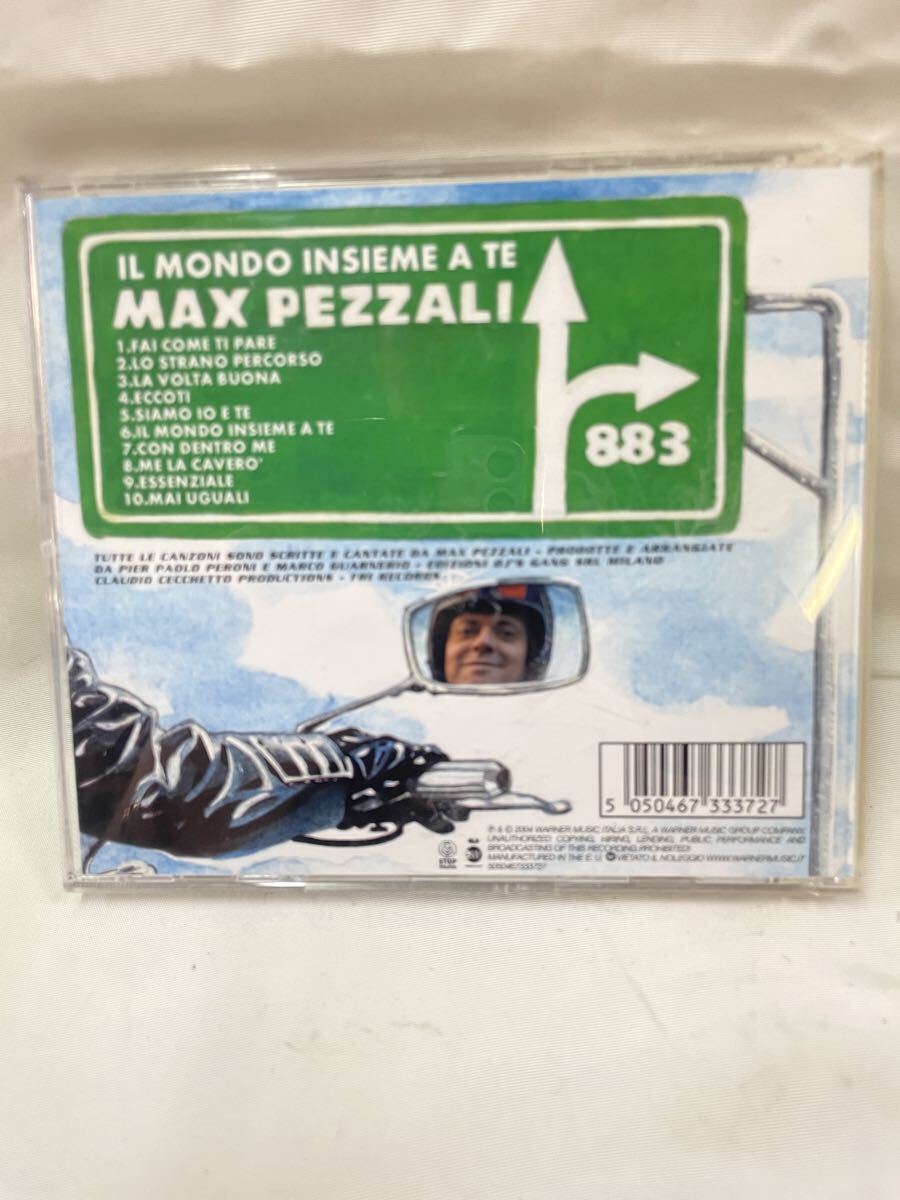 IL MONDO INSIEME A TE
MAX PEZZALI
1.FAI COME TI PARE
2.LO STRANO PERCORSO
3.LA VOLTA BUONA
4.ECCOTI
5.SIAMO IO E TE
6.IL MONDO INSIEME A TE
7.CON DENTRO ME
8.ME LA CAVERO'
9.ESSENZIALE
10.MAI UGUALI
883
TUTTE LE CANZONI SONO SCRITTE E CANTATE DA MAX PEZZALI - PRODOTTE E ARRANGIATE
DA PIER PAOLO PERONI E MARCO GUARNERIO - EDIZIONI DJ'S GANG SRL MILANO
CLAUDIO CECCHETTO PRODUCTIONS - TRI RECORDS
5 050467 333727
℗ & © 2004 WARNER MUSIC ITALIA S.R.L, A WARNER MUSIC GROUP COMPANY.
UNAUTHORIZED COPYING, HIRING, LENDING, PUBLIC PERFORMANCE AND
BROADCASTING OF THIS RECORDING PROHIBITED!
MANUFACTURED IN THE E.U. VIETATO IL NOLEGGIO WWW.WARNERMUSIC.IT
5050467333727
STOP